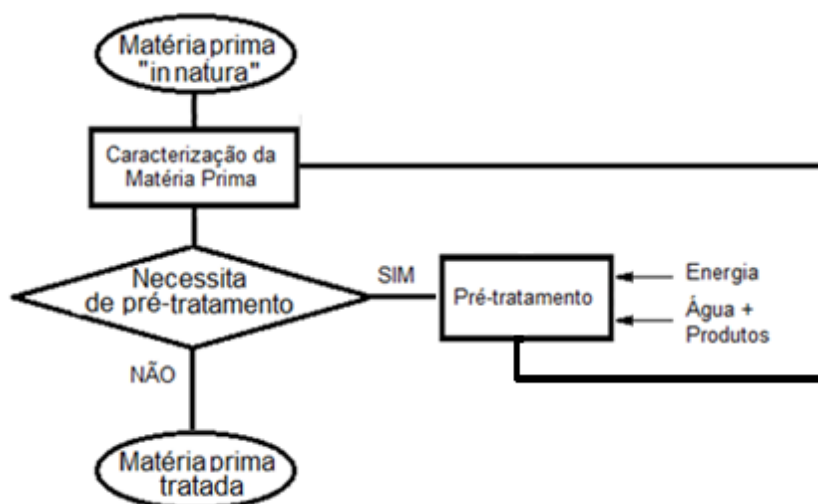 Matéria prima
"in natura"
Caracterização da
Matéria Prima
Necessita
de pré-tratamento
SIM
Pré-tratamento
Energia
Água +
Produtos
NÃO
Matéria prima
tratada